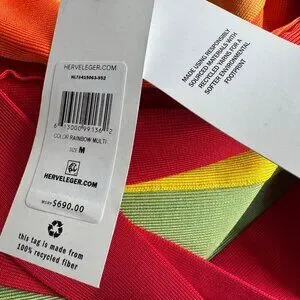 HERVELEGER.COM
COLOR RAINBOW MULTI
SIZE M
HERVELEGER.COM
MSRP $690.00
this tag is made from
100% recycled fiber
MADE USING RESPONSIBLY
SOURCED MATERIALS WITH
RECYCLED YARNS FOR A
SOFTER ENVIRONMENTAL
FOOTPRINT